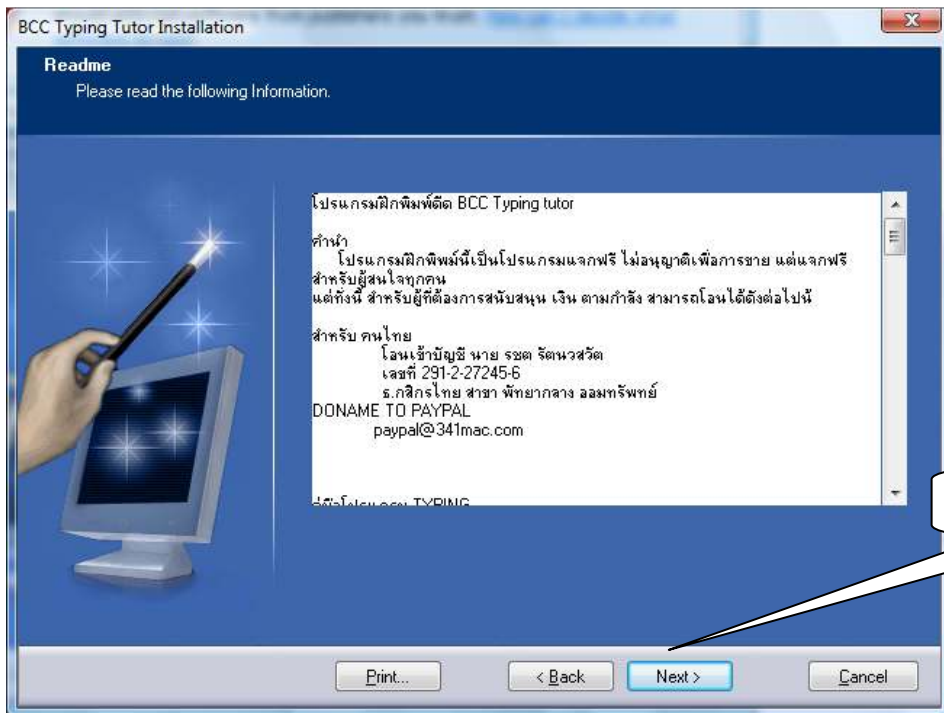 BCC Typing Tutor Installation
Readme
Please read the following Information.
โปรแกรมฝึกพิมพ์ดีด BCC Typing tutor
คำนำ
โปรแกรมฝึกพิพม์นี้เป็นโปรแกรมแจกฟรี ไม่อนุญาติเพื่อการขาย แต่แจกฟรี
สำหรับผู้สนใจทุกคน
แต่ทั้งนี้ สำหรับผู้ที่ต้องการสนับสนุน เงิน ตามกำลัง สามารถโอนได้ดังต่อไปนี้
สำหรับ คนไทย
โอนเข้าบัญชี นาย รชต รัตนวสวัต
เลขที่ 291-2-27245-6
ธ.กสิกรไทย สาขา พัทยากลาง ออมทรัพทย์
DONAME TO PAYPAL
paypal@341mac.com
TYPING
Print...
< Back
Next >
Cancel